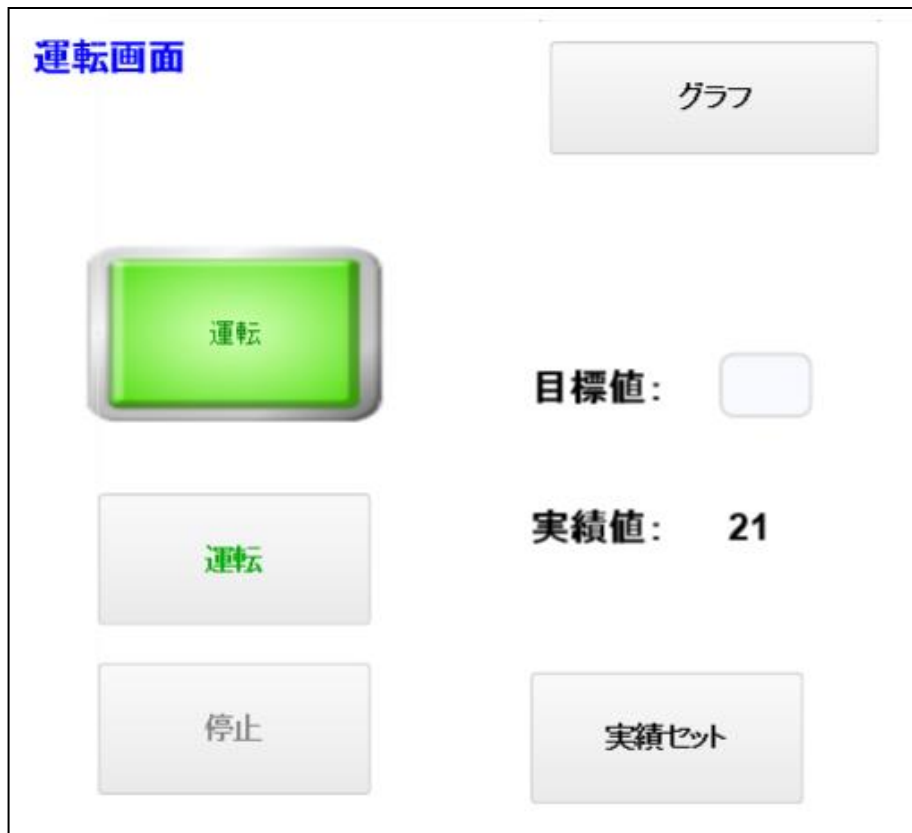 運転画面
グラフ
運転
目標値：
実績値： 21
運転
停止
実績セット